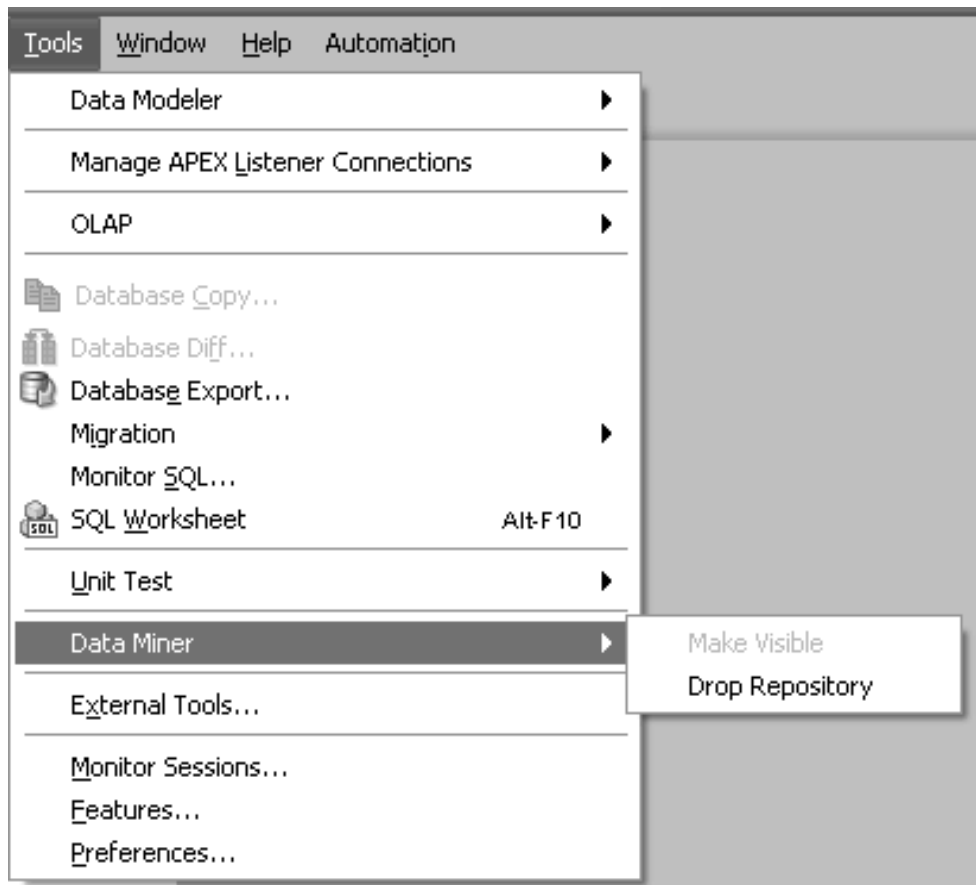 Tools Window Help Automation
Data Modeler
Manage APEX Listener Connections
OLAP
Database Copy...
Database Diff...
Database Export...
Migration
Monitor SQL...
SQL
SQL Worksheet Alt-F10
Unit Test
Data Miner
Make Visible
Drop Repository
External Tools...
Monitor Sessions...
Features...
Preferences...